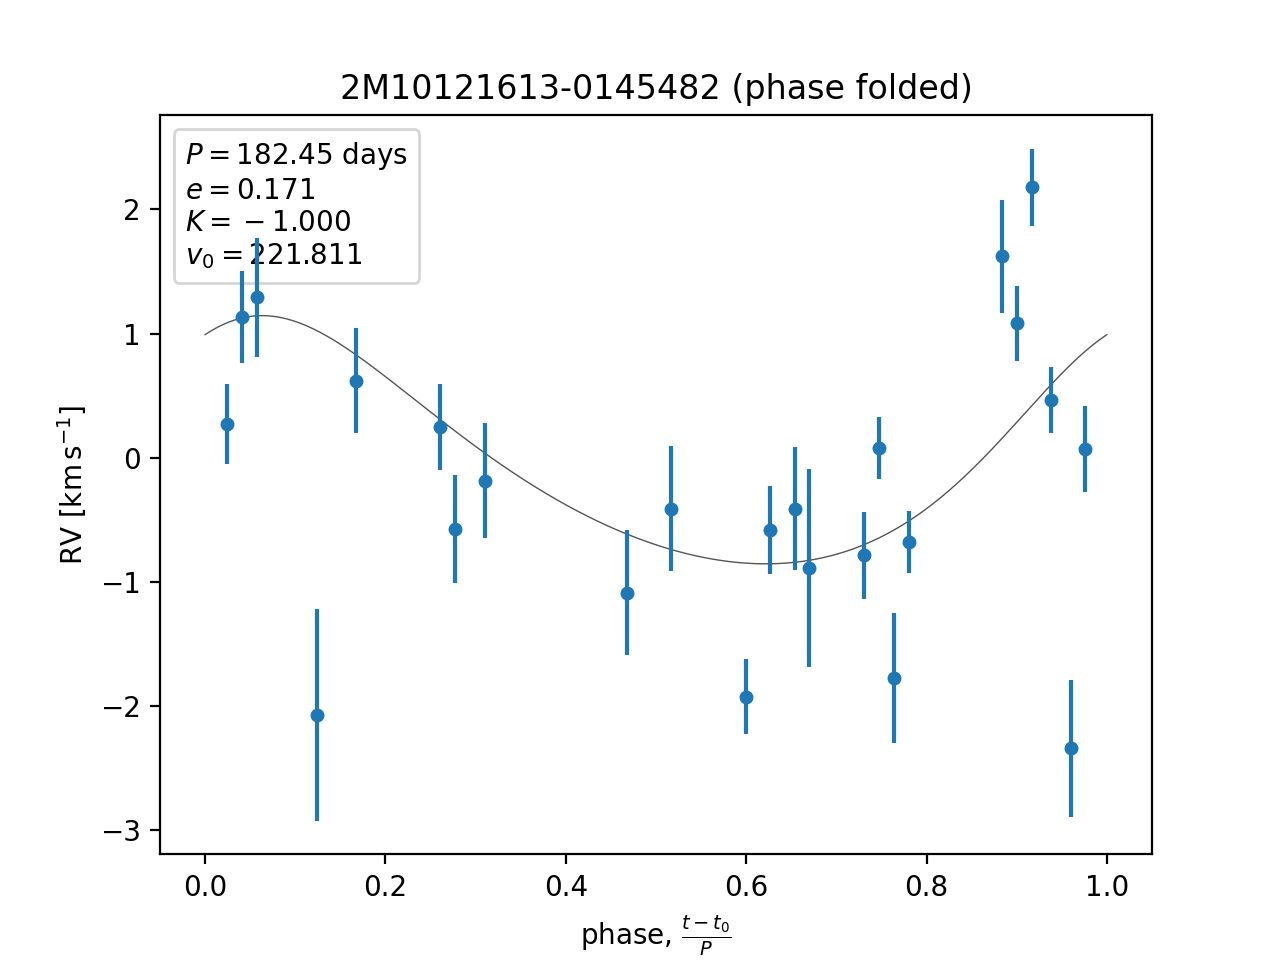 2M10121613-0145482 (phase folded)
P = 182.45 days
e = 0.171
K = −1.000
v₀ = 221.811
RV [km s⁻¹]
2
1
0
−1
−2
−3
0.0 0.2 0.4 0.6 0.8 1.0
phase, (t − t₀)/P